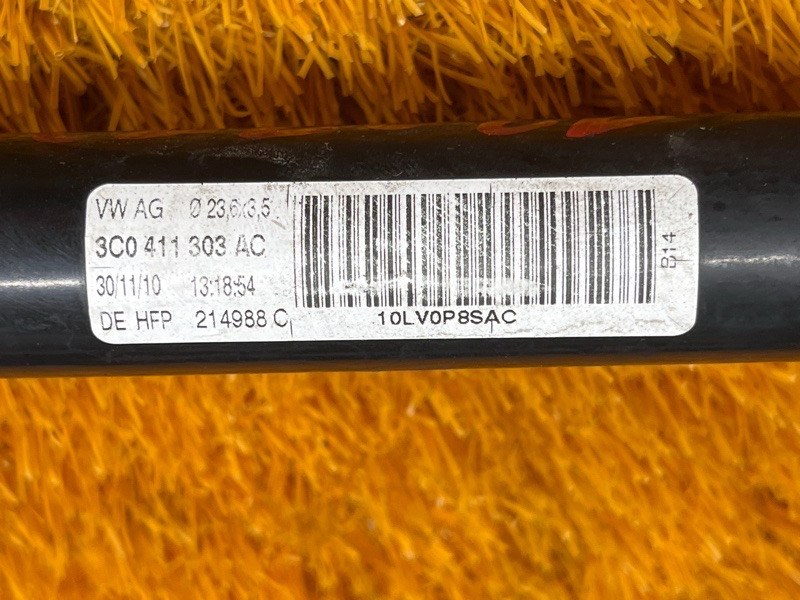 VW AG Ø 23,6x3,5
3C0 411 303 AC
30/11/10 13:18:54
DE HFP 214988 C
10LV0P8SAC
B14